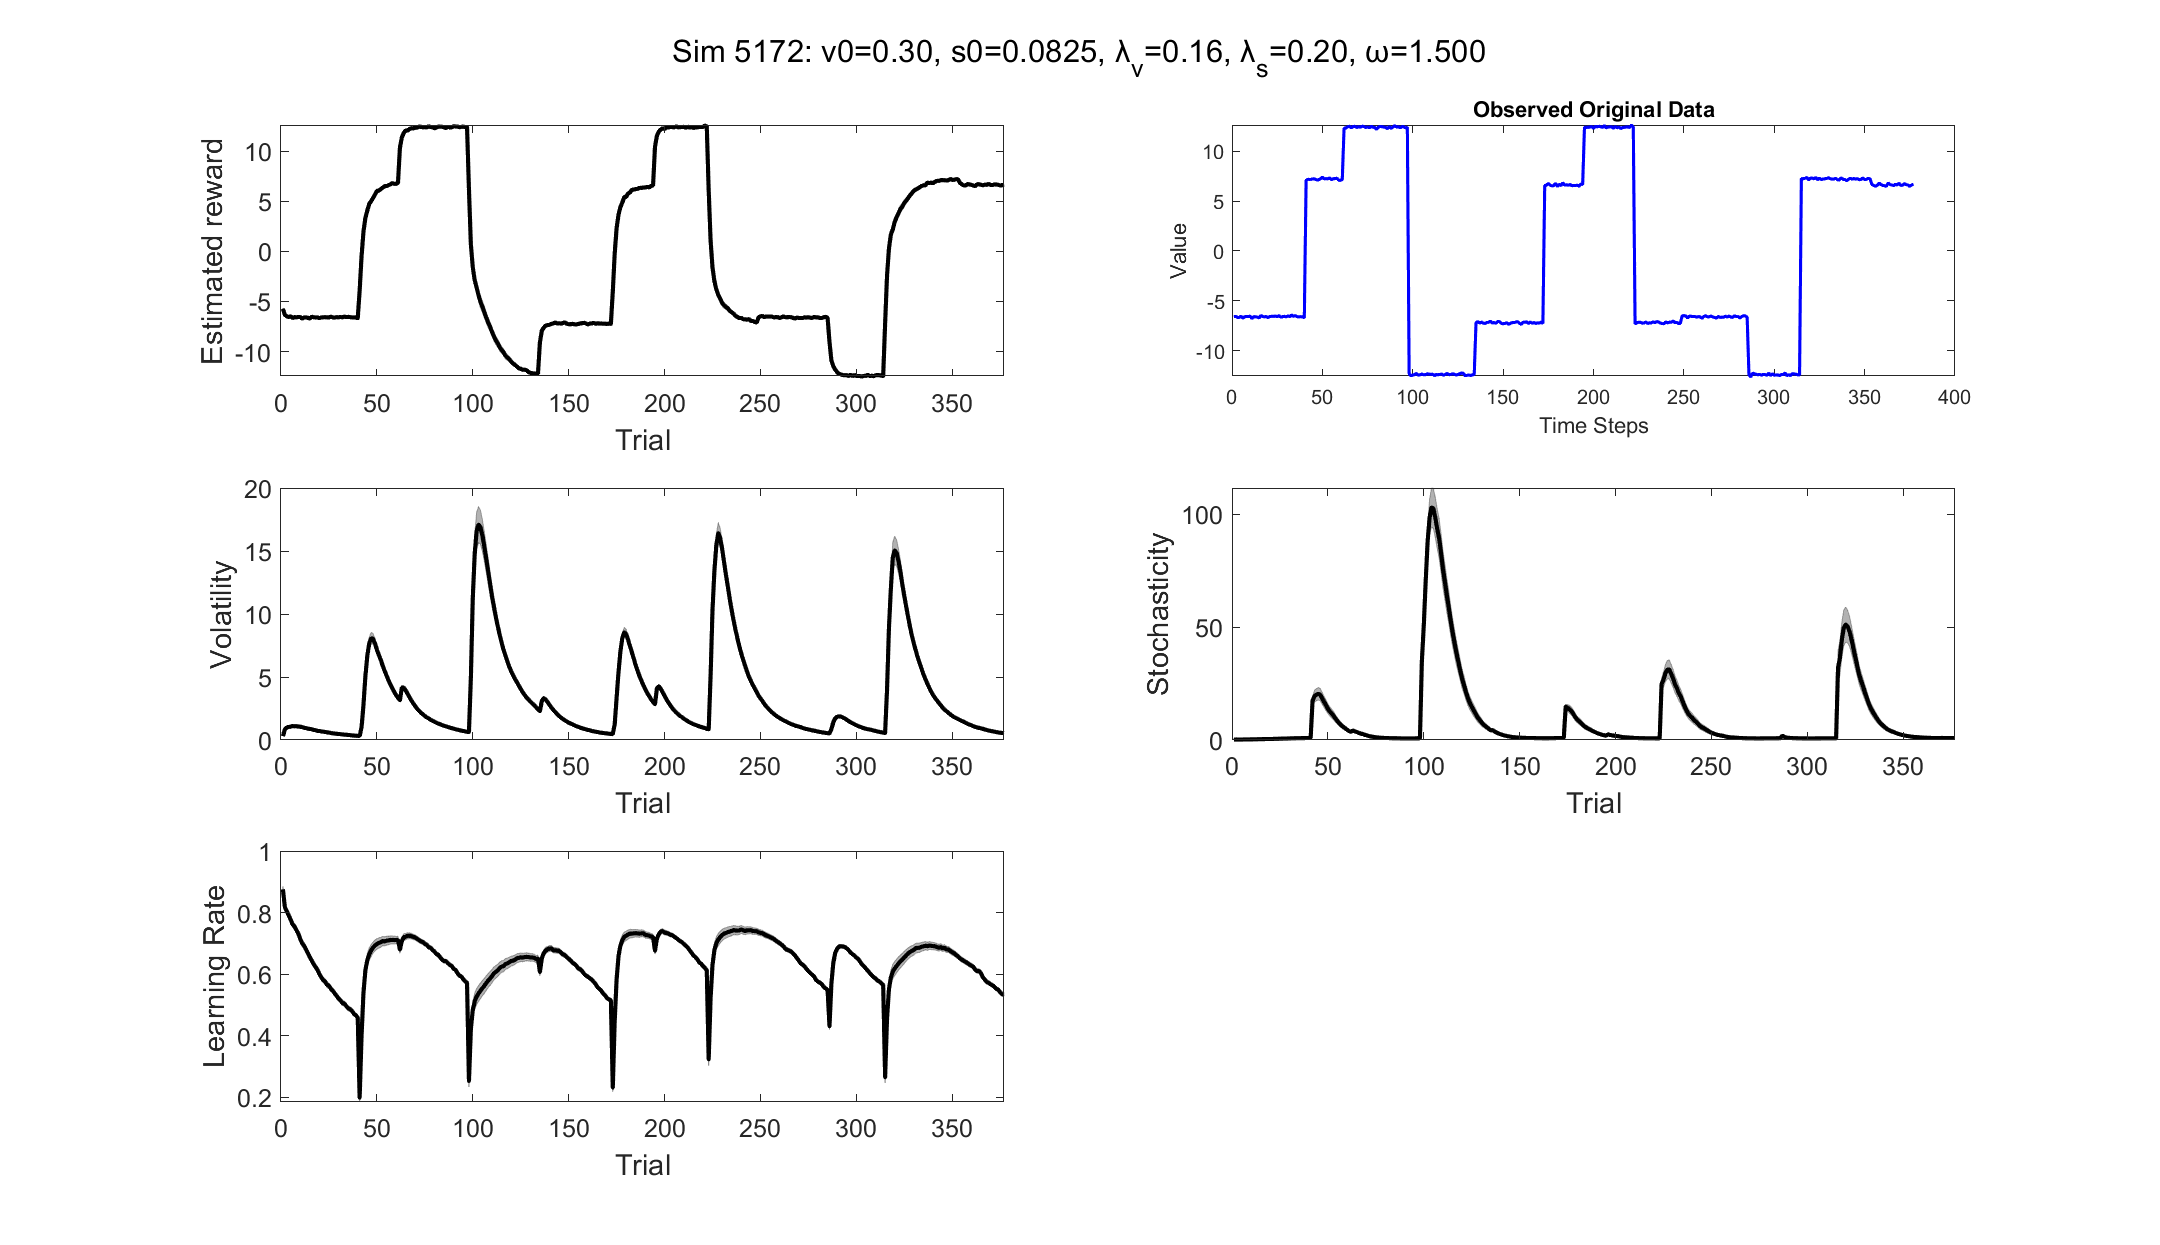 Sim 5172: v0=0.30, s0=0.0825, λ_v=0.16, λ_s=0.20, ω=1.500
Estimated reward
10
5
0
-5
-10
0 50 100 150 200 250 300 350
Trial
Observed Original Data
Value
10
5
0
-5
-10
0 50 100 150 200 250 300 350 400
Time Steps
Volatility
20
15
10
5
0
0 50 100 150 200 250 300 350
Trial
Stochasticity
100
50
0
0 50 100 150 200 250 300 350
Trial
Learning Rate
1
0.8
0.6
0.4
0.2
0 50 100 150 200 250 300 350
Trial